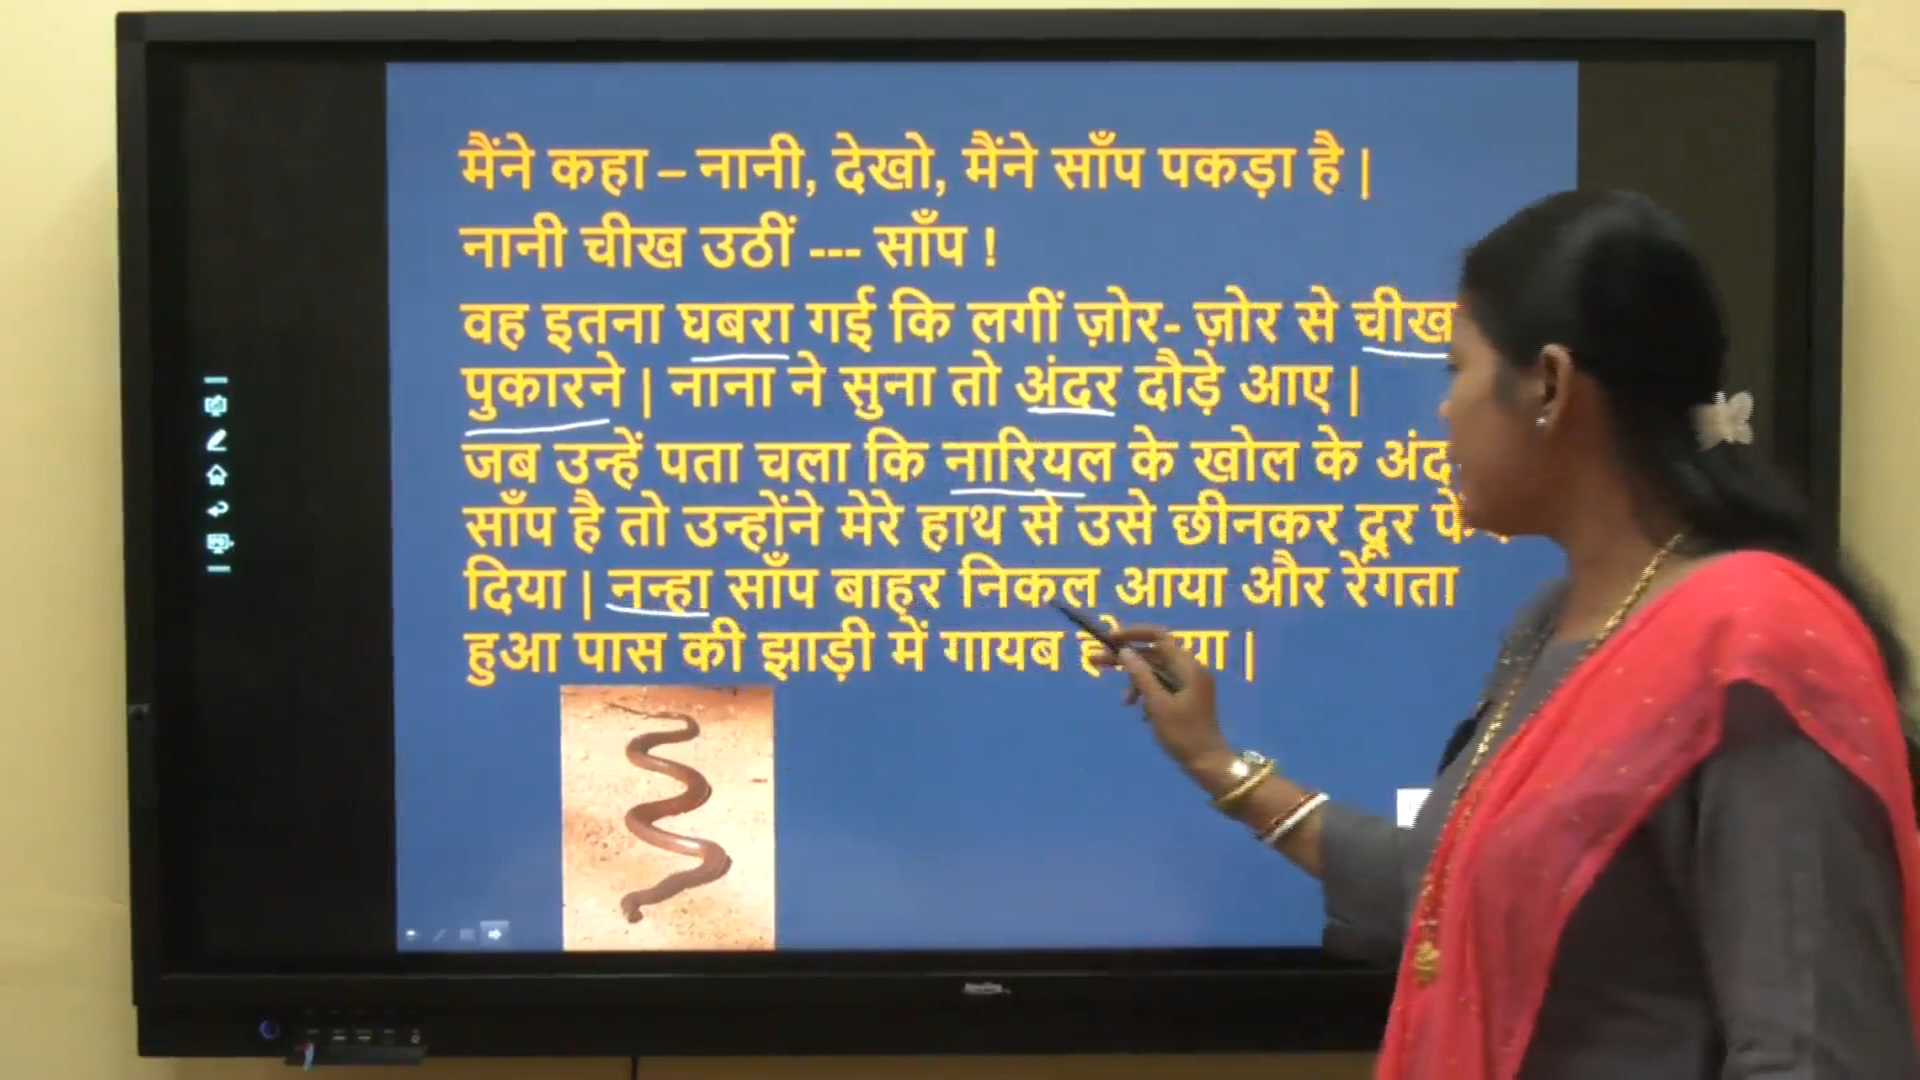 मैंने कहा – नानी, देखो, मैंने साँप पकड़ा है |
नानी चीख उठीं --- साँप !
वह इतना घबरा गई कि लगीं ज़ोर- ज़ोर से चीख
पुकारने | नाना ने सुना तो अंदर दौड़े आए |
जब उन्हें पता चला कि नारियल के खोल के
साँप है तो उन्होंने मेरे हाथ से उसे छीनकर दूर
दिया | नन्हा साँप बाहर निकल आया और रेंगता
हुआ पास की झाड़ी में गायब |